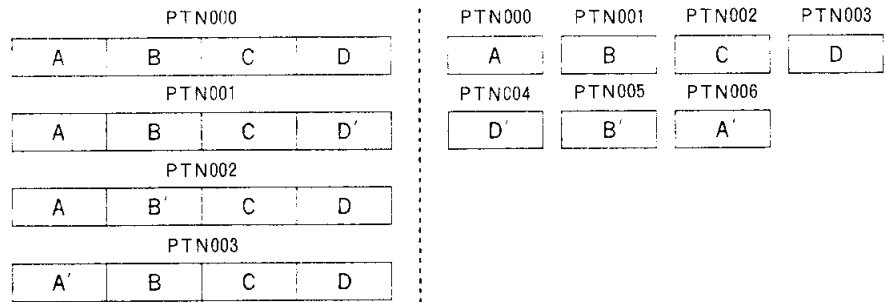 PTN000
A B C D
PTN001
A B C D′
PTN002
A B′ C D
PTN003
A′ B C D
PTN000 PTN001 PTN002 PTN003
A B C D
PTN004 PTN005 PTN006
D′ B′ A′